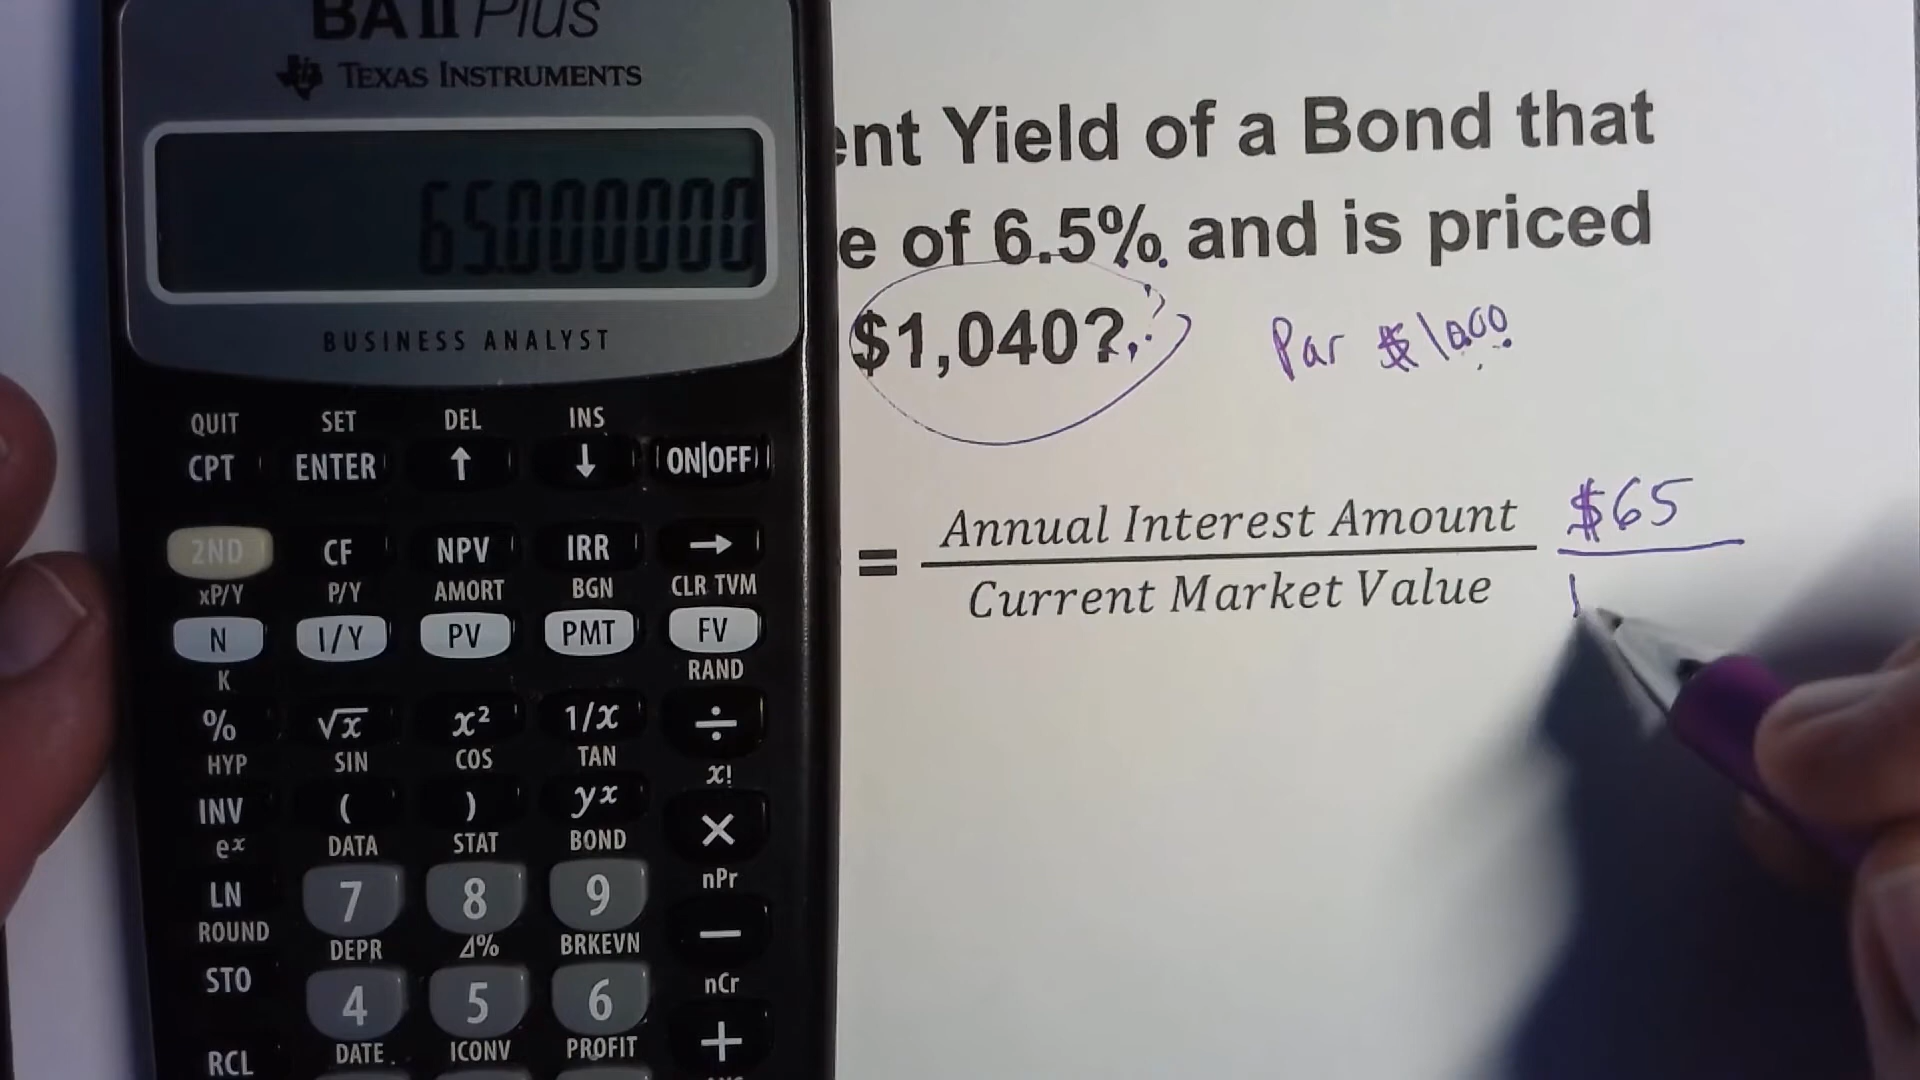 BA II Plus
TEXAS INSTRUMENTS
65.000000
BUSINESS ANALYST
QUIT SET DEL INS
CPT ENTER ↑ ↓ ON|OFF
2ND CF NPV IRR →
xP/Y P/Y AMORT BGN CLR TVM
N I/Y PV PMT FV
K RAND
% √x x² 1/x ÷
HYP SIN COS TAN x!
INV ( ) yx ×
ex DATA STAT BOND nPr
LN 7 8 9 −
ROUND DEPR Δ% BRKEVN nCr
STO 4 5 6 +
DATE ICONV PROFIT
RCL
ent Yield of a Bond that
e of 6.5% and is priced
$1,040?
Par $1000
= Annual Interest Amount $65
Current Market Value 1